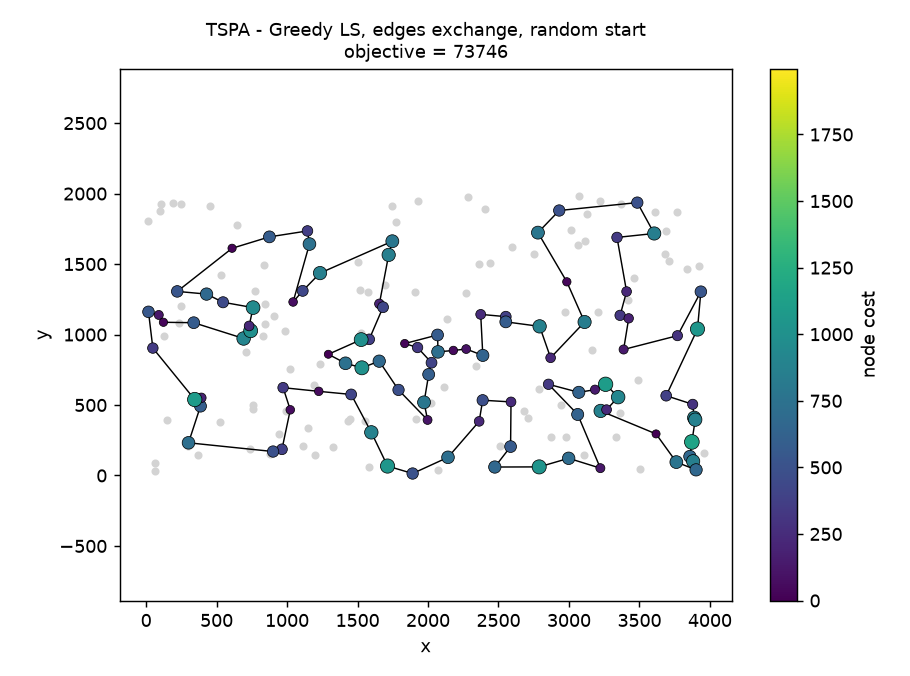 TSPA - Greedy LS, edges exchange, random start
objective = 73746
y
2500
2000
1500
1000
500
0
−500
0 500 1000 1500 2000 2500 3000 3500 4000
x
1750
1500
1250
1000
750
500
250
0
node cost